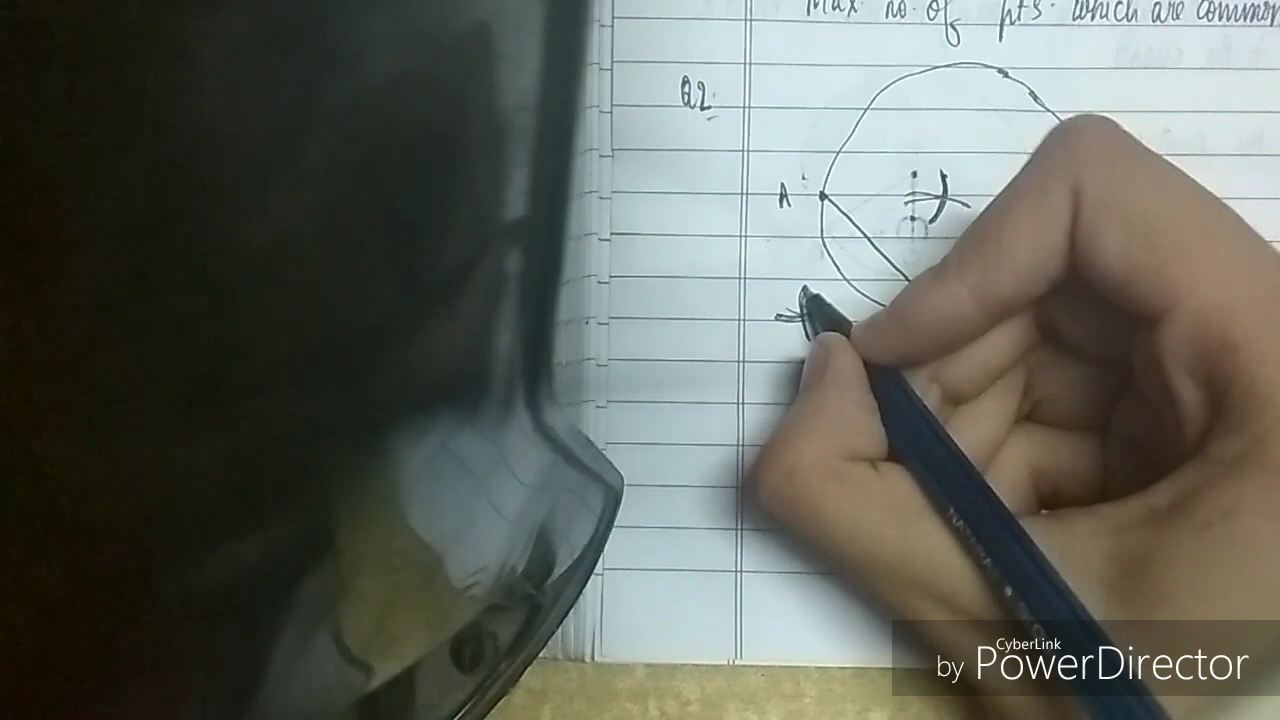 Max. no. of pts. which are common
Q2.
A
CyberLink
by PowerDirector